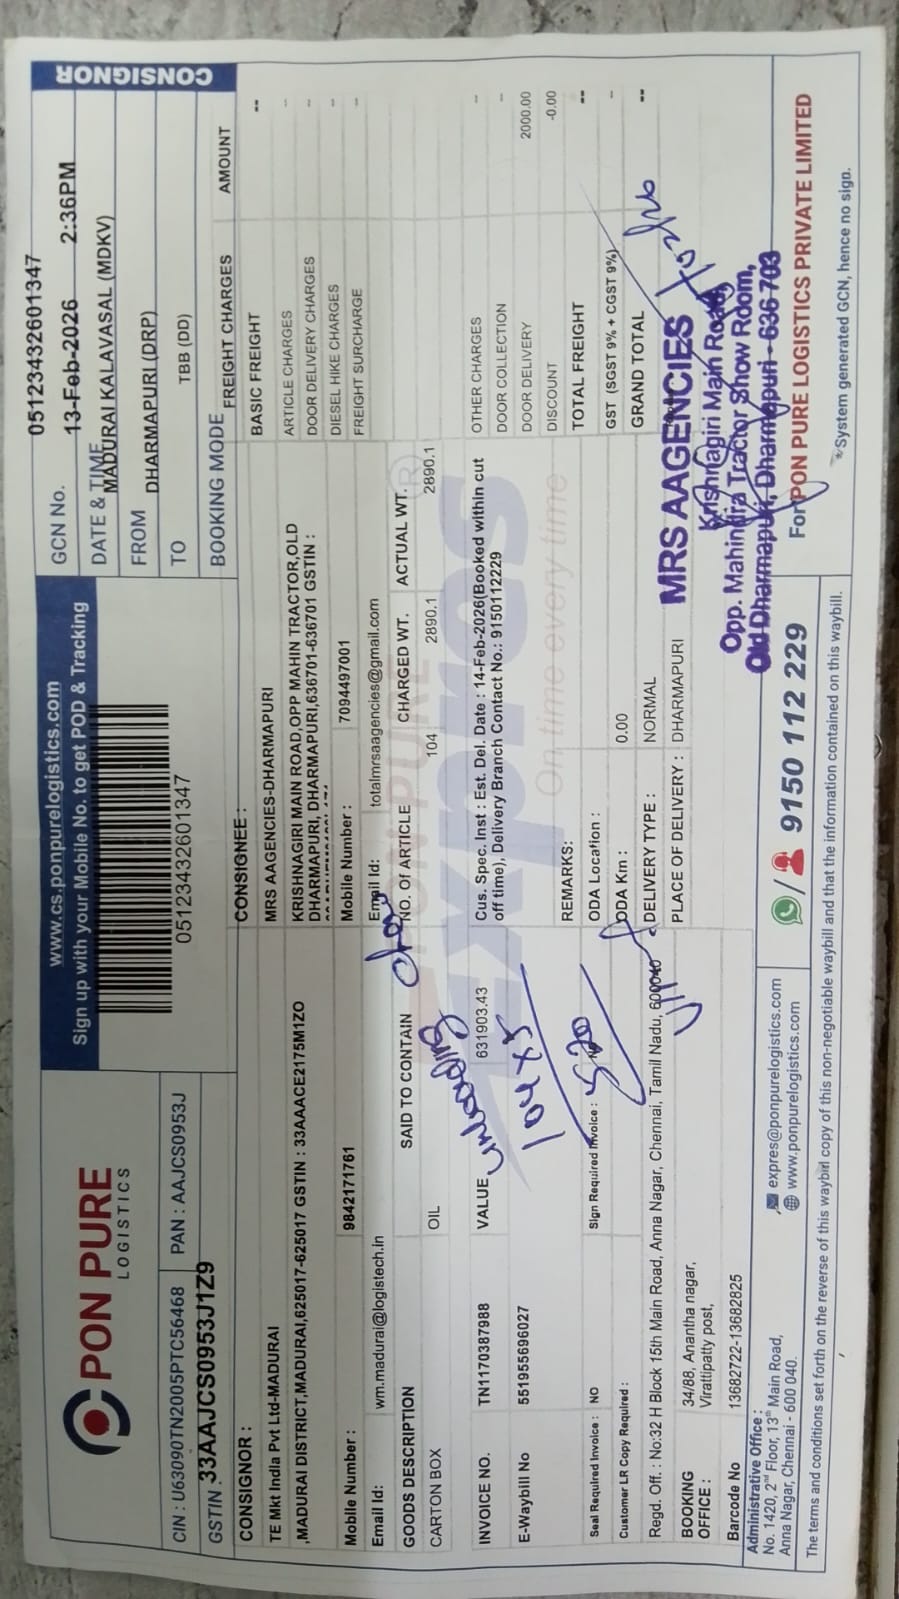 PON PURE
LOGISTICS
CIN : U63090TN2005PTC56468 PAN : AAJCS0953J
GSTIN 33AAJCS0953J1Z9
www.cs.ponpurelogistics.com
Sign up with your Mobile No. to get POD & Tracking
05123432601347
GCN No. 05123432601347
DATE & TIME 13-Feb-2026 2:36PM
FROM MADURAI KALAVASAL (MDKV)
TO DHARMAPURI (DRP)
BOOKING MODE TBB (DD)
CONSIGNOR
CONSIGNOR :
TE Mkt India Pvt Ltd-MADURAI
,MADURAI DISTRICT,MADURAI,625017-625017 GSTIN : 33AAACE2175M1ZO
Mobile Number : 9842171761
Email Id: wm.madurai@logistech.in
CONSIGNEE :
MRS AAGENCIES-DHARMAPURI
KRISHNAGIRI MAIN ROAD,OPP MAHIN TRACTOR,OLD
DHARMAPURI, DHARMAPURI,636701-636701 GSTIN :
Mobile Number : 7094497001
Email Id: totalmrsaagencies@gmail.com
FREIGHT CHARGES AMOUNT
BASIC FREIGHT --
ARTICLE CHARGES --
DOOR DELIVERY CHARGES --
DIESEL HIKE CHARGES --
FREIGHT SURCHARGE --
GOODS DESCRIPTION SAID TO CONTAIN NO. Of ARTICLE CHARGED WT. ACTUAL WT.
CARTON BOX OIL 104 2890.1 2890.1
PON PURE
Expres
On time every time
INVOICE NO. TN1170387988 VALUE 631903.43
E-Waybill No 551955696027
Cus. Spec. Inst : Est. Del. Date : 14-Feb-2026(Booked within cut
off time), Delivery Branch Contact No.: 9150112229
OTHER CHARGES --
DOOR COLLECTION --
DOOR DELIVERY 2000.00
DISCOUNT -0.00
TOTAL FREIGHT --
GST (SGST 9% + CGST 9%) --
GRAND TOTAL --
unloading
104 x 5
520
REMARKS:
Seal Required Invoice : NO Sign Required Invoice : NO
ODA Location :
Customer LR Copy Required :
ODA Km : 0.00
Regd. Off. : No:32 H Block 15th Main Road, Anna Nagar, Chennai, Tamil Nadu, 600040
DELIVERY TYPE : NORMAL
BOOKING OFFICE : 34/88, Anantha nagar,
Virattipatty post,
PLACE OF DELIVERY : DHARMAPURI
Barcode No 13682722-13682825
MRS AAGENCIES
Krishnagiri Main Road,
Opp. Mahindra Tractor Show Room,
Old Dharmapuri, Dharmapuri - 636 703
Administrative Office :
No. 1420, 2nd Floor, 13th Main Road,
Anna Nagar, Chennai - 600 040.
expres@ponpurelogistics.com
www.ponpurelogistics.com
9150 112 229
For PON PURE LOGISTICS PRIVATE LIMITED
*System generated GCN, hence no sign.
The terms and conditions set forth on the reverse of this waybirl copy of this non-negotiable waybill and that the information contained on this waybill.